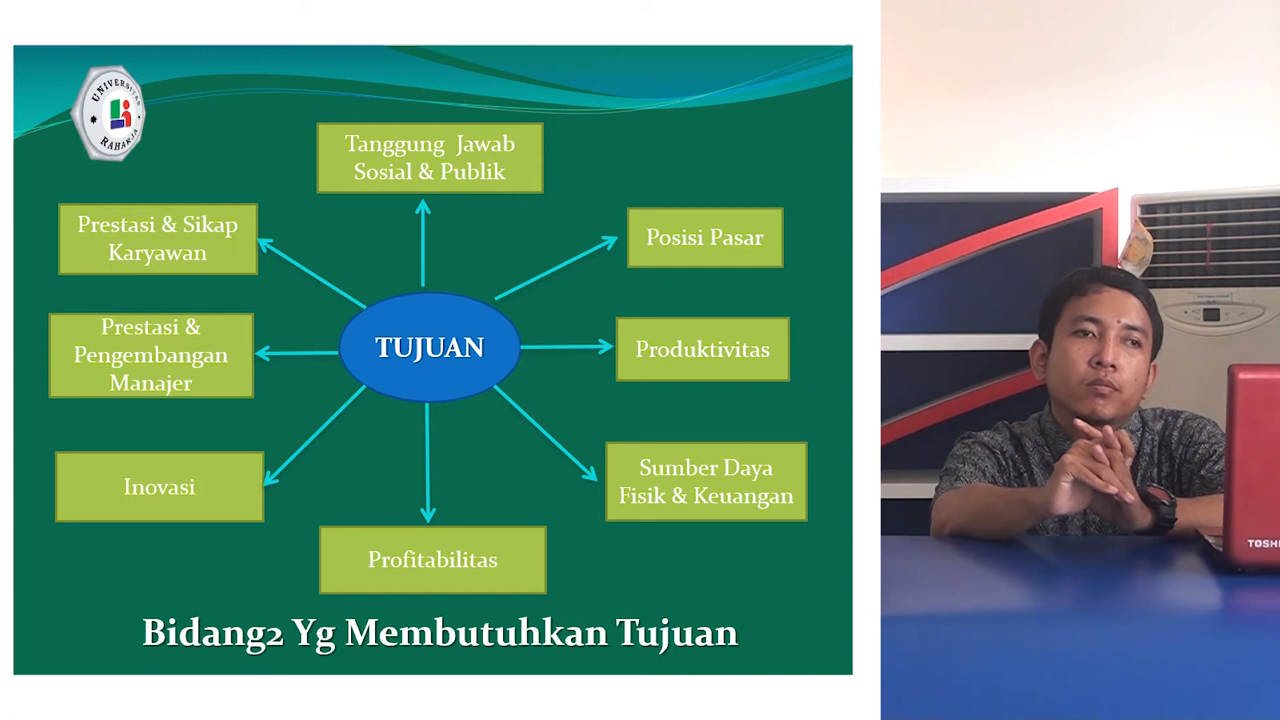 UNIVERSITAS
RAHARJA
Tanggung Jawab
Sosial & Publik
Prestasi & Sikap
Karyawan
Posisi Pasar
Prestasi &
Pengembangan
Manajer
TUJUAN
Produktivitas
Inovasi
Sumber Daya
Fisik & Keuangan
Profitabilitas
Bidang2 Yg Membutuhkan Tujuan